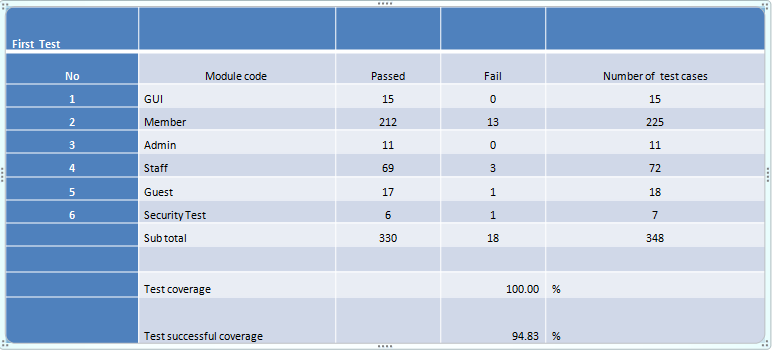 First Test
No Module code Passed Fail Number of test cases
1 GUI 15 0 15
2 Member 212 13 225
3 Admin 11 0 11
4 Staff 69 3 72
5 Guest 17 1 18
6 Security Test 6 1 7
Sub total 330 18 348
Test coverage 100.00 %
Test successful coverage 94.83 %